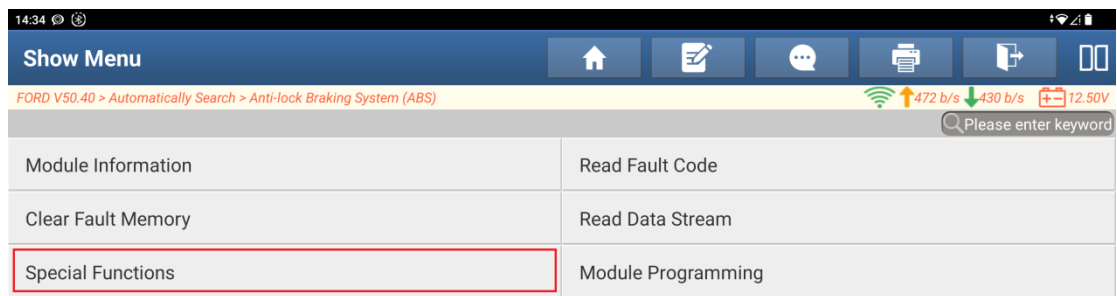 14:34
Show Menu
FORD V50.40 > Automatically Search > Anti-lock Braking System (ABS)
472 b/s 430 b/s 12.50V
Please enter keyword
Module Information
Read Fault Code
Clear Fault Memory
Read Data Stream
Special Functions
Module Programming